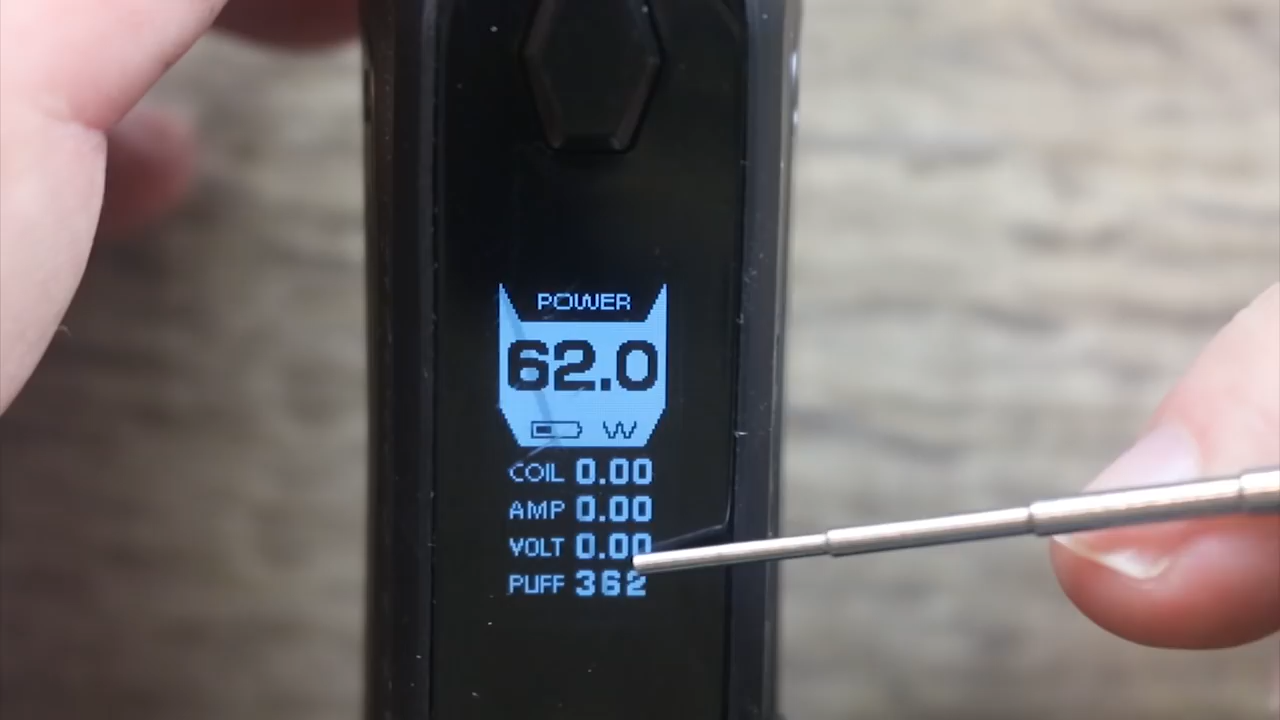 POWER
62.0
W
COIL 0.00
AMP 0.00
VOLT 0.00
PUFF 362